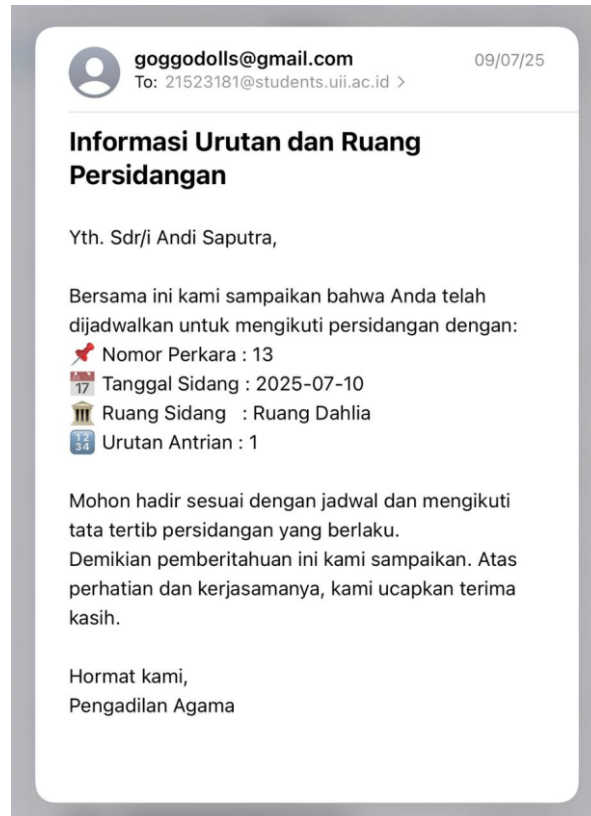 goggodolls@gmail.com 09/07/25
To: 21523181@students.uii.ac.id >
Informasi Urutan dan Ruang
Persidangan
Yth. Sdr/i Andi Saputra,
Bersama ini kami sampaikan bahwa Anda telah
dijadwalkan untuk mengikuti persidangan dengan:
📌 Nomor Perkara : 13
📅 Tanggal Sidang : 2025-07-10
🏛️ Ruang Sidang : Ruang Dahlia
🔢 Urutan Antrian : 1
Mohon hadir sesuai dengan jadwal dan mengikuti
tata tertib persidangan yang berlaku.
Demikian pemberitahuan ini kami sampaikan. Atas
perhatian dan kerjasamanya, kami ucapkan terima
kasih.
Hormat kami,
Pengadilan Agama